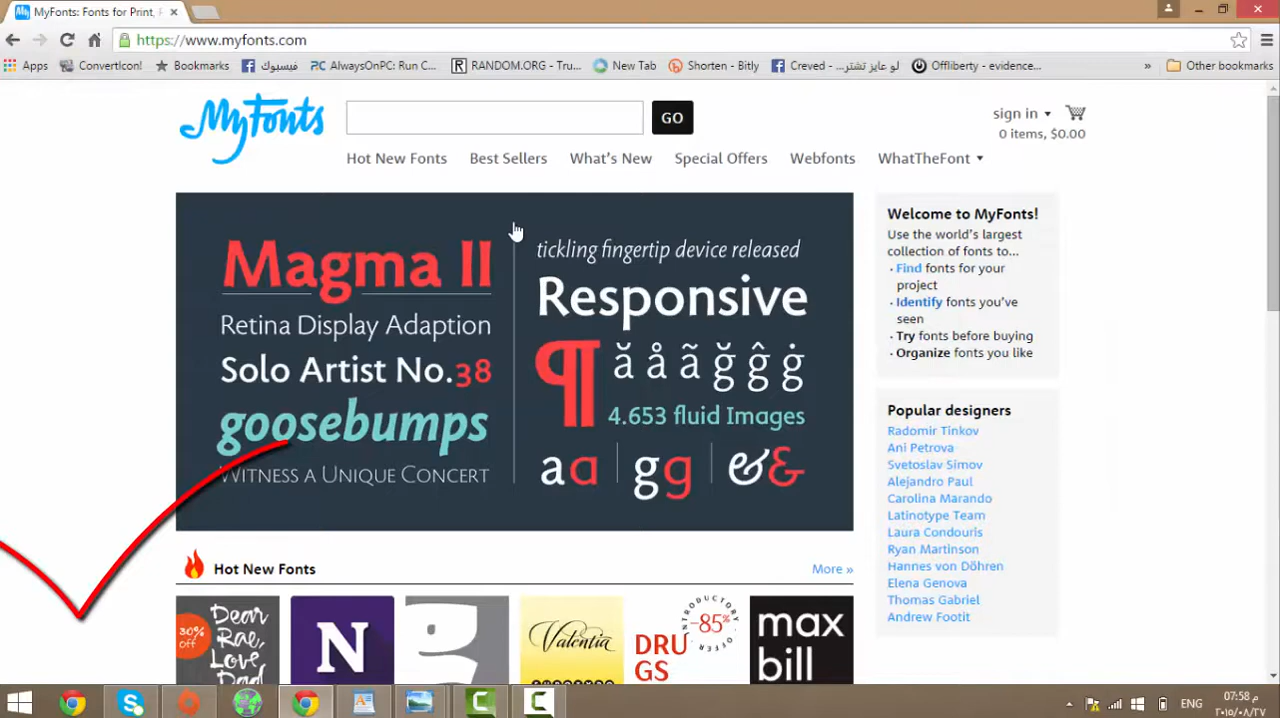 MyFonts: Fonts for Print,
https://www.myfonts.com
Apps
ConvertIcon!
Bookmarks
فيسبوك
AlwaysOnPC: Run C...
RANDOM.ORG - Tru...
New Tab
Shorten - Bitly
Creved - لو عايز تشتر...
Offliberty - evidence...
»
Other bookmarks
MyFonts
GO
sign in
0 items, $0.00
Hot New Fonts
Best Sellers
What's New
Special Offers
Webfonts
WhatTheFont
Magma II
Retina Display Adaption
Solo Artist No.38
goosebumps
Witness a Unique Concert
tickling fingertip device released
Responsive
¶ ă å ã ğ ĝ ġ
4.653 fluid Images
aa gg &&
Welcome to MyFonts!
Use the world's largest
collection of fonts to...
· Find fonts for your
project
· Identify fonts you've
seen
· Try fonts before buying
· Organize fonts you like
Popular designers
Radomir Tinkov
Ani Petrova
Svetoslav Simov
Alejandro Paul
Carolina Marando
Latinotype Team
Laura Condouris
Ryan Martinson
Hannes von Döhren
Elena Genova
Thomas Gabriel
Andrew Footit
Hot New Fonts
More »
30% off
Dear
Rae,
Love,
Dad
N
g
Valentia
INTRODUCTORY
OFFER
-85%
DRU
GS
max
bill
ENG
07:58 م
٢٠١٥/٠٨/٢٧